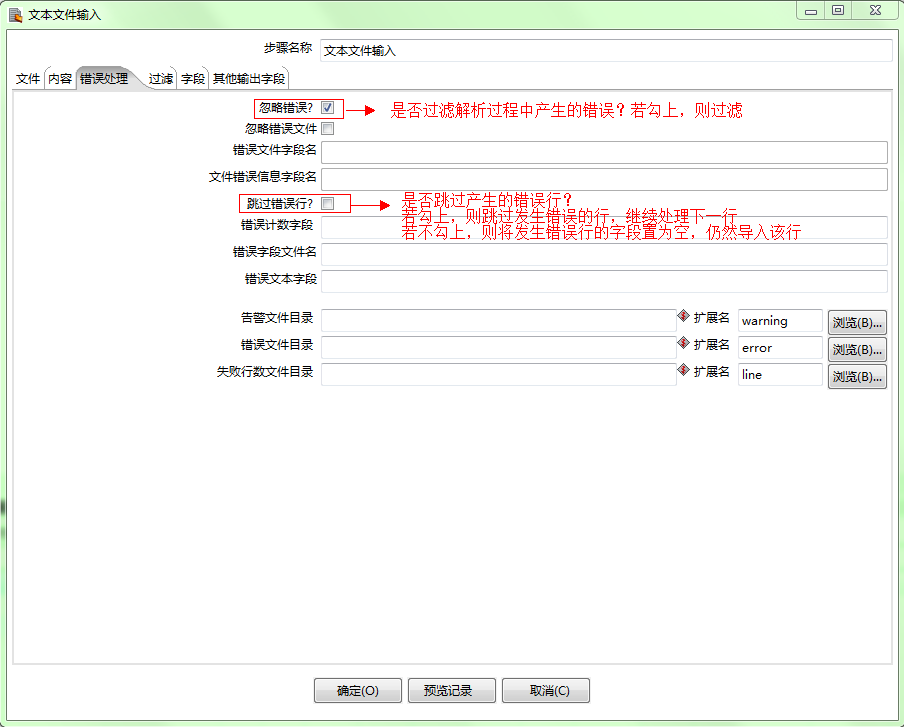 文本文件输入
步骤名称 文本文件输入
文件 内容 错误处理 过滤 字段 其他输出字段
忽略错误? 是否过滤解析过程中产生的错误？若勾上，则过滤
忽略错误文件
错误文件字段名
文件错误信息字段名
跳过错误行? 是否跳过产生的错误行？
若勾上，则跳过发生错误的行，继续处理下一行
错误计数字段 若不勾上，则将发生错误行的字段置为空，仍然导入该行
错误字段文件名
错误文本字段
告警文件目录 扩展名 warning 浏览(B)...
错误文件目录 扩展名 error 浏览(B)...
失败行数文件目录 扩展名 line 浏览(B)...
确定(O) 预览记录 取消(C)